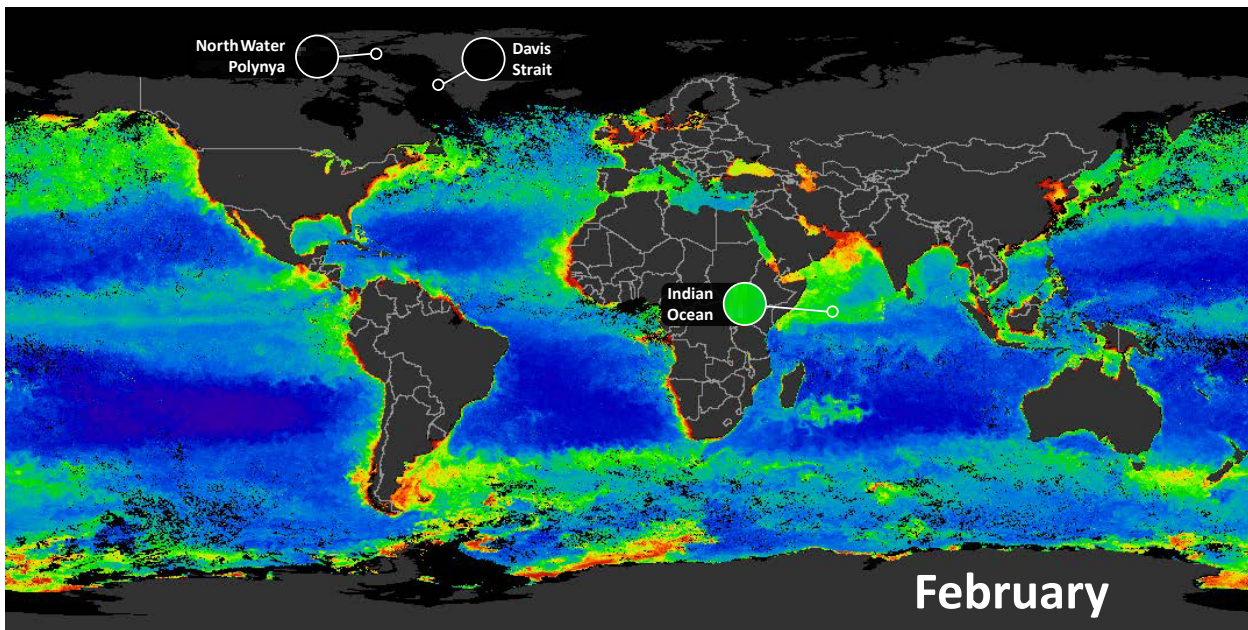 North Water
Polynya
Davis
Strait
Indian
Ocean
February